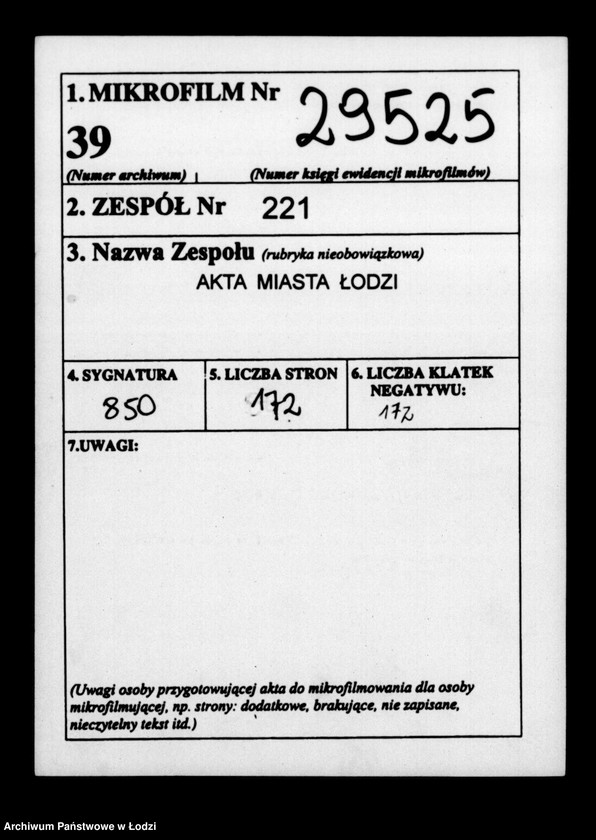 1. MIKROFILM Nr 29525
39
(Numer archiwum) (Numer księgi ewidencji mikrofilmów)
2. ZESPÓŁ Nr 221
3. Nazwa Zespołu (rubryka nieobowiązkowa)
AKTA MIASTA ŁODZI
4. SYGNATURA 5. LICZBA STRON 6. LICZBA KLATEK
NEGATYWU:
850 172 172
7.UWAGI:
(Uwagi osoby przygotowującej akta do mikrofilmowania dla osoby
mikrofilmującej, np. strony: dodatkowe, brakujące, nie zapisane,
nieczytelny tekst itd.)
Archiwum Państwowe w Łodzi